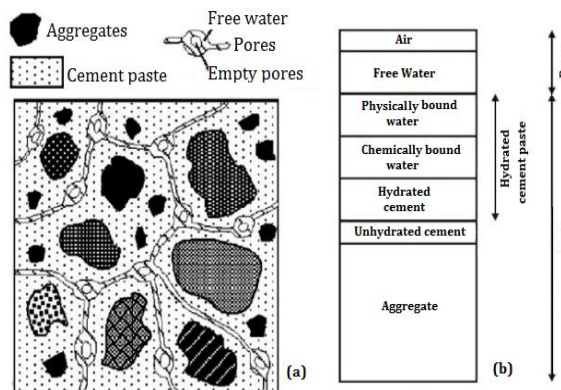 Free water
Aggregates
Pores
Cement paste
Empty pores
(a)
Air
Free Water
Physically bound
water
Chemically bound
water
Hydrated
cement
Unhydrated cement
Aggregate
Hydrated
cement paste
(b)